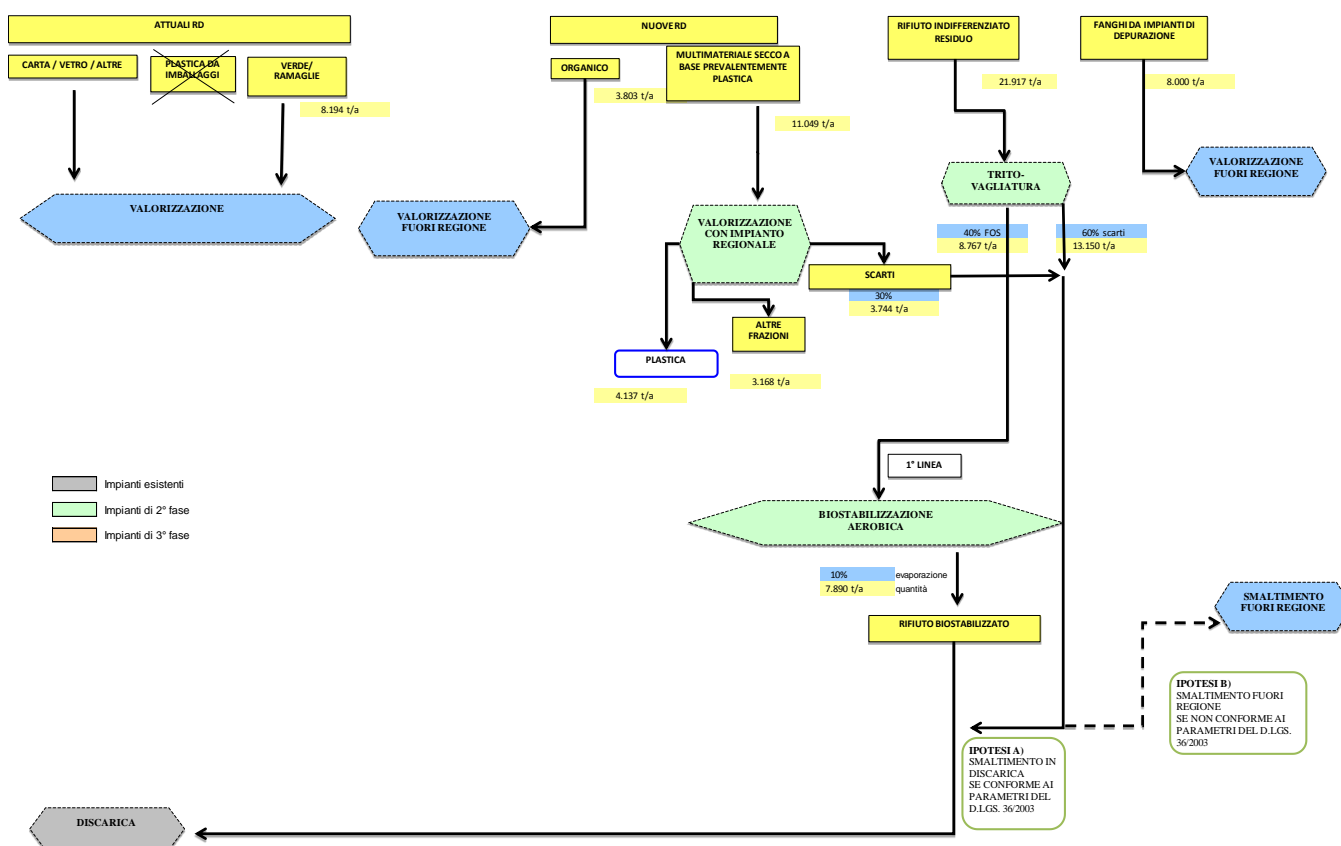 ATTUALI RD
NUOVE RD
RIFIUTO INDIFFERENZIATO
RESIDUO
FANGHI DA IMPIANTI DI
DEPURAZIONE
CARTA / VETRO / ALTRE
PLASTICA DA
IMBALLAGGI
VERDE/
RAMAGLIE
ORGANICO
MULTIMATERIALE SECCO A
BASE PREVALENTEMENTE
PLASTICA
8.194 t/a
3.803 t/a
11.049 t/a
21.917 t/a
8.000 t/a
VALORIZZAZIONE
VALORIZZAZIONE
FUORI REGIONE
VALORIZZAZIONE
CON IMPIANTO
REGIONALE
TRITO-
VAGLIATURA
VALORIZZAZIONE
FUORI REGIONE
40% FOS
8.767 t/a
60% scarti
13.150 t/a
SCARTI
30%
3.744 t/a
ALTRE
FRAZIONI
3.168 t/a
PLASTICA
4.137 t/a
1° LINEA
Impianti esistenti
Impianti di 2° fase
Impianti di 3° fase
BIOSTABILIZZAZIONE
AEROBICA
10% evaporazione
7.890 t/a quantità
RIFIUTO BIOSTABILIZZATO
SMALTIMENTO
FUORI REGIONE
IPOTESI B)
SMALTIMENTO FUORI
REGIONE
SE NON CONFORME AI
PARAMETRI DEL D.LGS.
36/2003
IPOTESI A)
SMALTIMENTO IN
DISCARICA
SE CONFORME AI
PARAMETRI DEL
D.LGS. 36/2003
DISCARICA